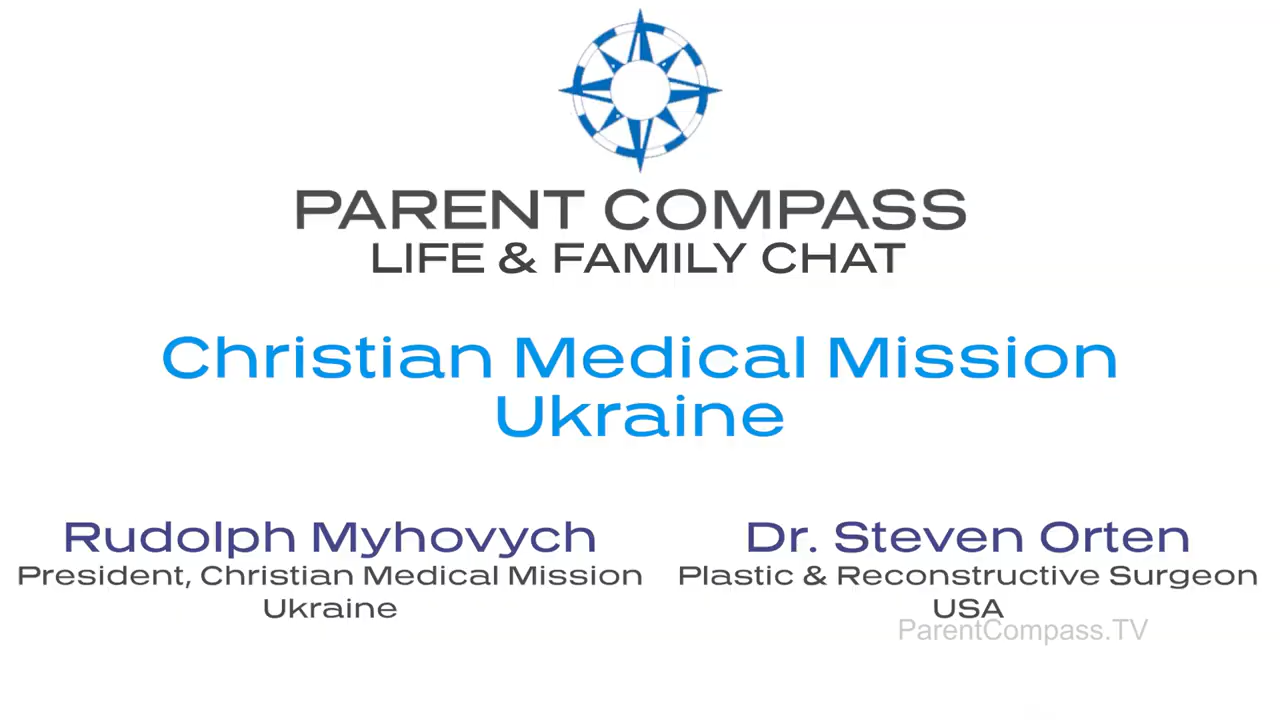 PARENT COMPASS
LIFE & FAMILY CHAT
Christian Medical Mission
Ukraine
Rudolph Myhovych
President, Christian Medical Mission
Ukraine
Dr. Steven Orten
Plastic & Reconstructive Surgeon
USA
ParentCompass.TV